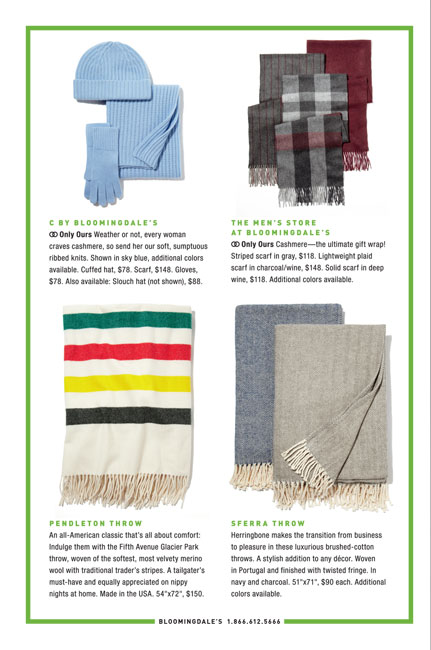 C BY BLOOMINGDALE'S
Only Ours Weather or not, every woman
craves cashmere, so send her our soft, sumptuous
ribbed knits. Shown in sky blue, additional colors
available. Cuffed hat, $78. Scarf, $148. Gloves,
$78. Also available: Slouch hat (not shown), $88.
THE MEN'S STORE
AT BLOOMINGDALE'S
Only Ours Cashmere—the ultimate gift wrap!
Striped scarf in gray, $118. Lightweight plaid
scarf in charcoal/wine, $148. Solid scarf in deep
wine, $118. Additional colors available.
PENDLETON THROW
An all-American classic that's all about comfort:
Indulge them with the Fifth Avenue Glacier Park
throw, woven of the softest, most velvety merino
wool with traditional trader's stripes. A tailgater's
must-have and equally appreciated on nippy
nights at home. Made in the USA. 54"x72", $150.
SFERRA THROW
Herringbone makes the transition from business
to pleasure in these luxurious brushed-cotton
throws. A stylish addition to any décor. Woven
in Portugal and finished with twisted fringe. In
navy and charcoal. 51"x71", $90 each. Additional
colors available.
BLOOMINGDALE'S 1.866.612.5666